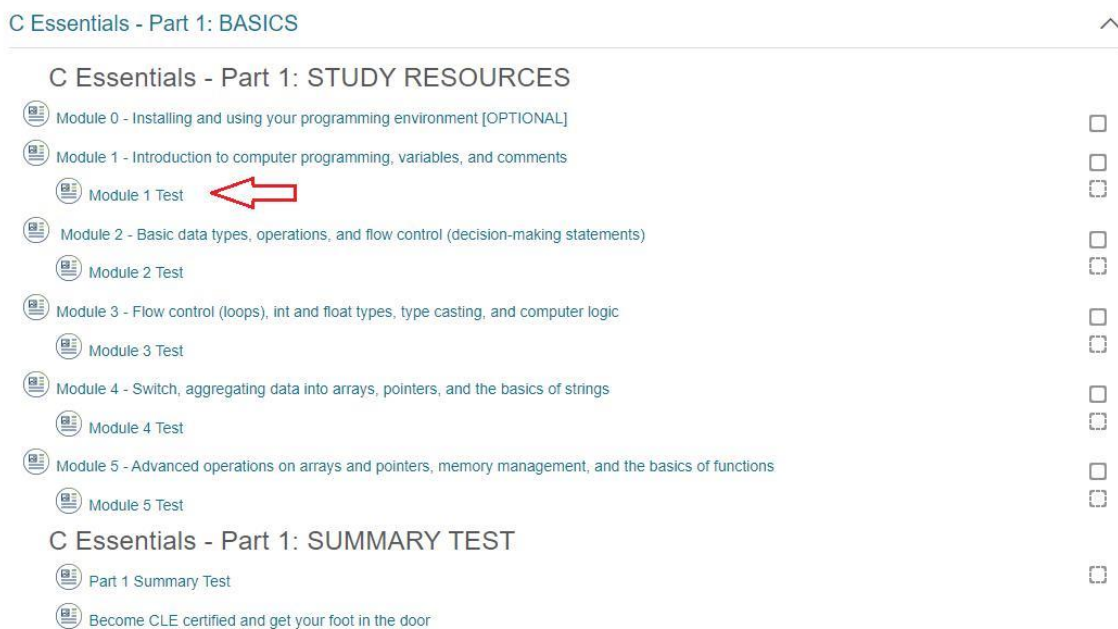 C Essentials - Part 1: BASICS
C Essentials - Part 1: STUDY RESOURCES
Module 0 - Installing and using your programming environment [OPTIONAL]
Module 1 - Introduction to computer programming, variables, and comments
Module 1 Test
Module 2 - Basic data types, operations, and flow control (decision-making statements)
Module 2 Test
Module 3 - Flow control (loops), int and float types, type casting, and computer logic
Module 3 Test
Module 4 - Switch, aggregating data into arrays, pointers, and the basics of strings
Module 4 Test
Module 5 - Advanced operations on arrays and pointers, memory management, and the basics of functions
Module 5 Test
C Essentials - Part 1: SUMMARY TEST
Part 1 Summary Test
Become CLE certified and get your foot in the door